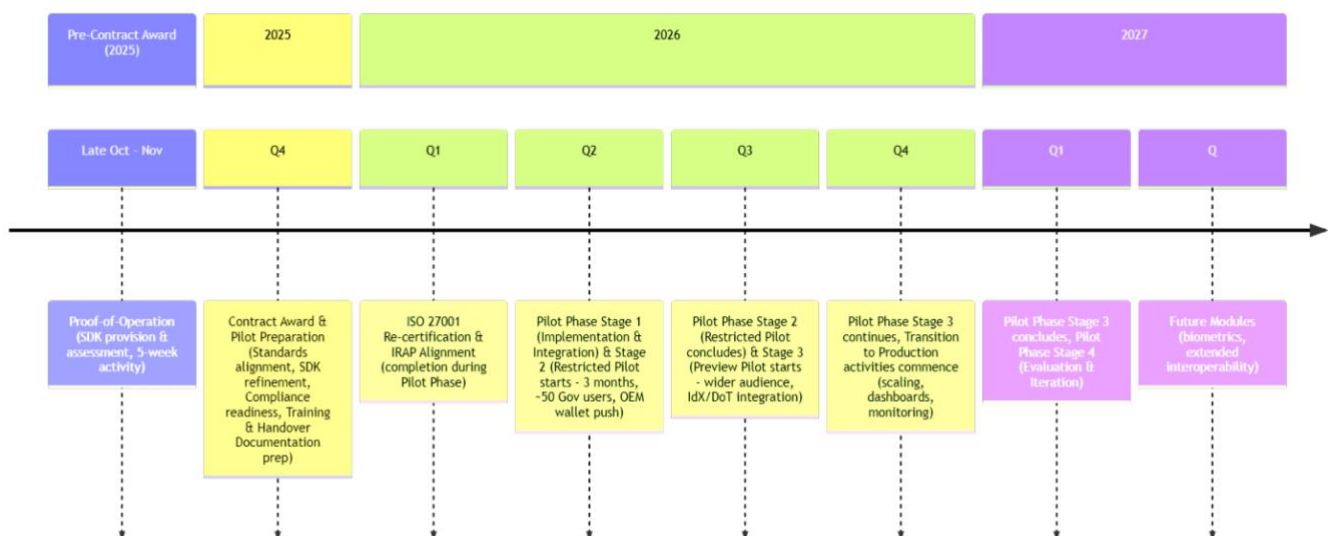 Pre-Contract Award
(2025)
2025
2026
2027
Late Oct - Nov
Q4
Q1
Q2
Q3
Q4
Q1
Q
Proof-of-Operation
(SDK provision &
assessment, 5-week
activity)
Contract Award &
Pilot Preparation
(Standards
alignment, SDK
refinement,
Compliance
readiness, Training
& Handover
Documentation
prep)
ISO 27001
Re-certification &
IRAP Alignment
(completion during
Pilot Phase)
Pilot Phase Stage 1
(Implementation &
Integration) & Stage
2 (Restricted Pilot
starts - 3 months,
~50 Gov users, OEM
wallet push)
Pilot Phase Stage 2
(Restricted Pilot
concludes) & Stage 3
(Preview Pilot starts
- wider audience,
IdX/DoT integration)
Pilot Phase Stage 3
continues, Transition
to Production
activities commence
(scaling,
dashboards,
monitoring)
Pilot Phase Stage 3
concludes, Pilot
Phase Stage 4
(Evaluation &
Iteration)
Future Modules
(biometrics,
extended
interoperability)